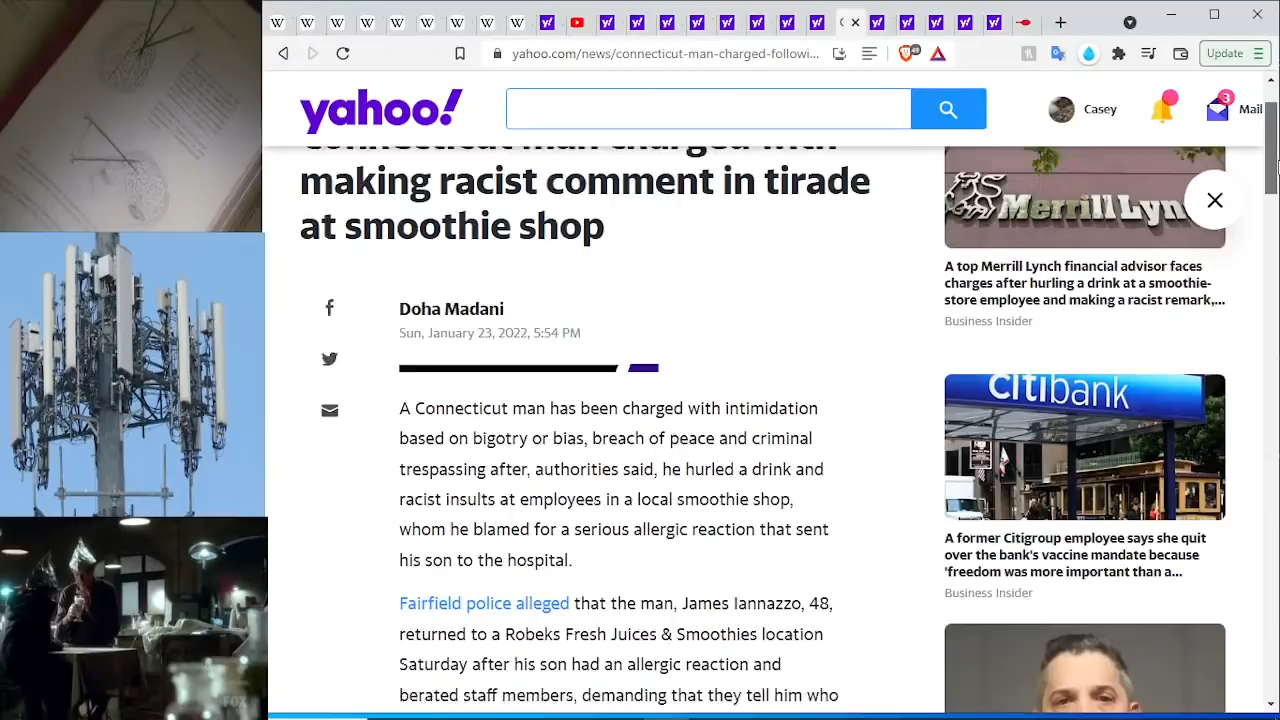 yahoo.com/news/connecticut-man-charged-followi...
Update
yahoo!
Casey
3
Mail
Connecticut man charged with
making racist comment in tirade
at smoothie shop
Doha Madani
Sun, January 23, 2022, 5:54 PM
A Connecticut man has been charged with intimidation
based on bigotry or bias, breach of peace and criminal
trespassing after, authorities said, he hurled a drink and
racist insults at employees in a local smoothie shop,
whom he blamed for a serious allergic reaction that sent
his son to the hospital.
Fairfield police alleged that the man, James Iannazzo, 48,
returned to a Robeks Fresh Juices & Smoothies location
Saturday after his son had an allergic reaction and
berated staff members, demanding that they tell him who
Merrill Lyn
A top Merrill Lynch financial advisor faces
charges after hurling a drink at a smoothie-
store employee and making a racist remark,...
Business Insider
citibank
A former Citigroup employee says she quit
over the bank's vaccine mandate because
'freedom was more important than a...
Business Insider
FOX